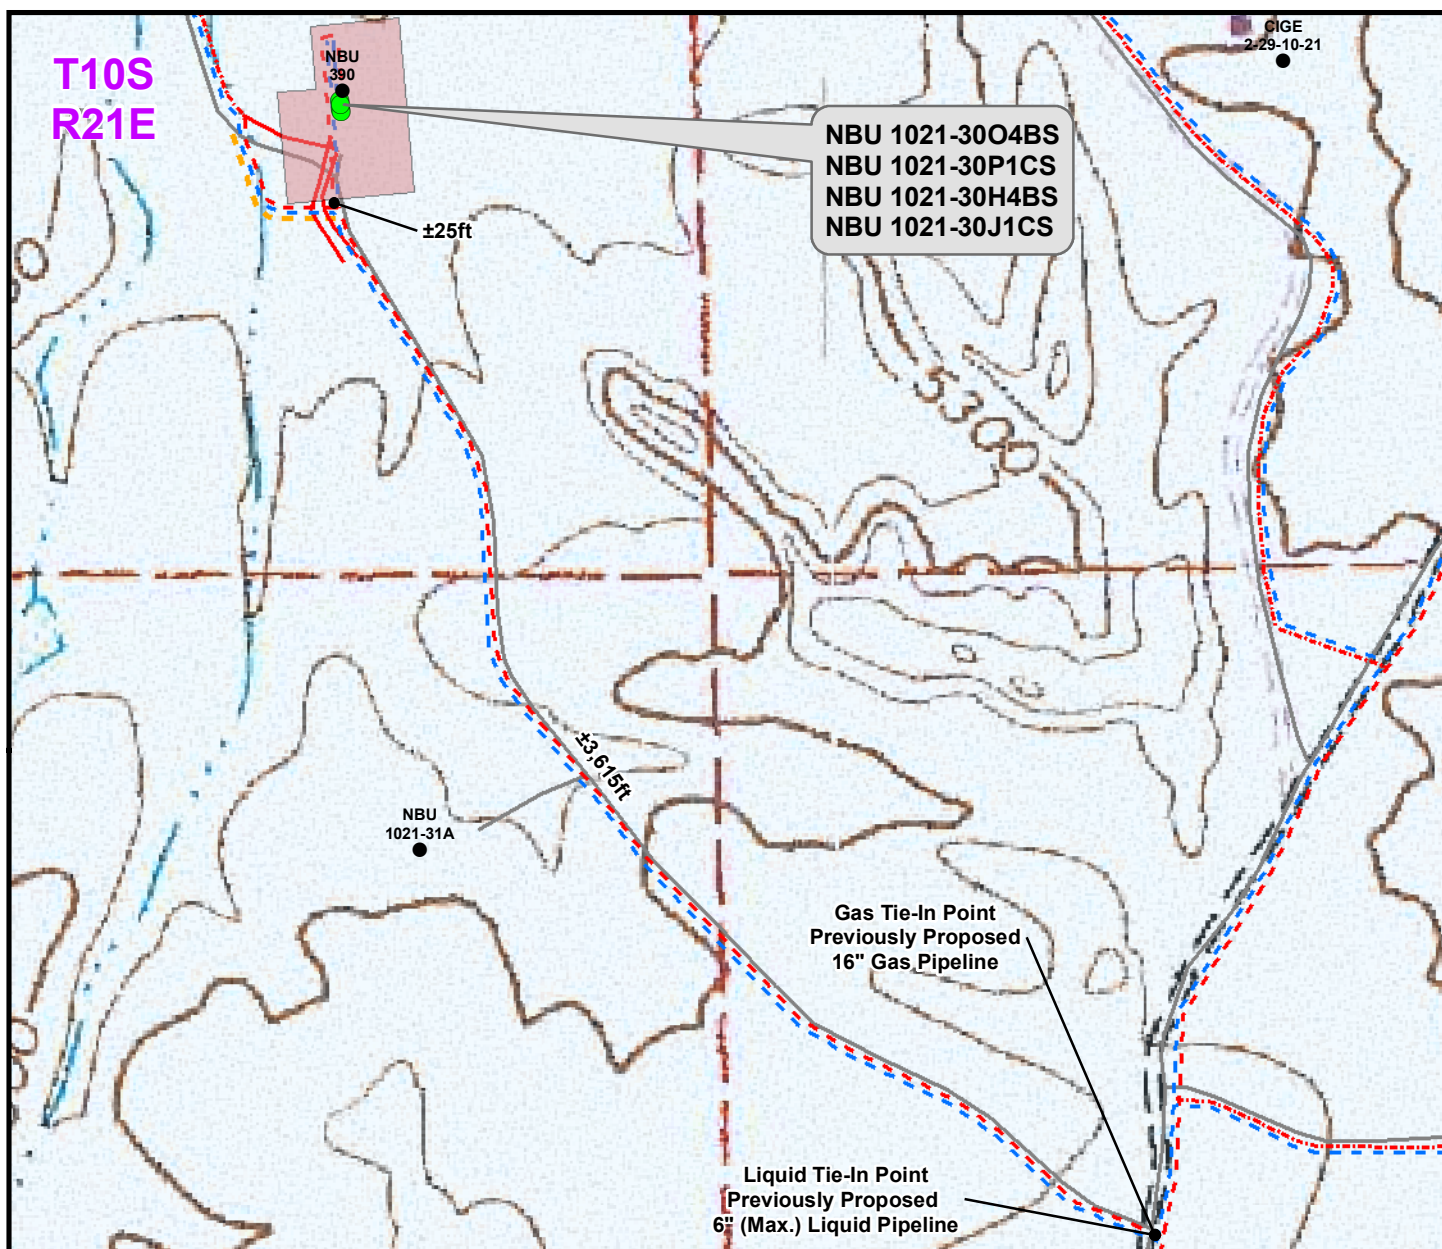 T10S
R21E
NBU
390
CIGE
2-29-10-21
NBU 1021-30O4BS
NBU 1021-30P1CS
NBU 1021-30H4BS
NBU 1021-30J1CS
±25ft
5300
±3,615ft
NBU
1021-31A
Gas Tie-In Point
Previously Proposed
16" Gas Pipeline
Liquid Tie-In Point
Previously Proposed
6" (Max.) Liquid Pipeline